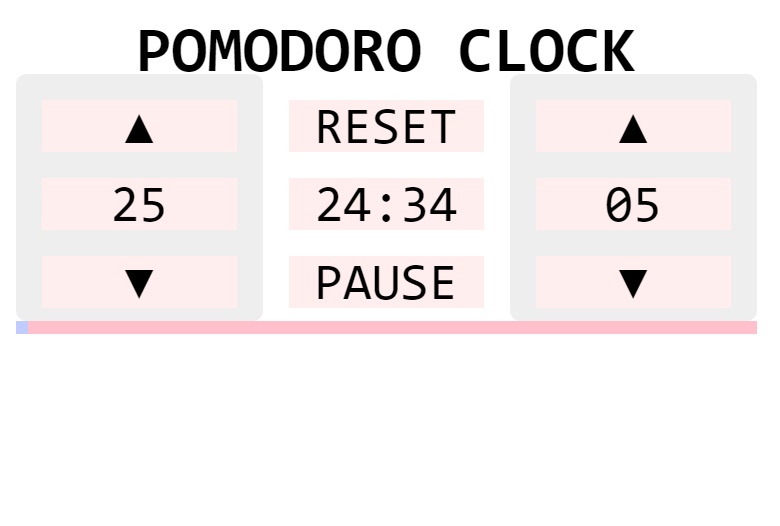 POMODORO CLOCK
▲ RESET ▲
25 24:34 05
▼ PAUSE ▼